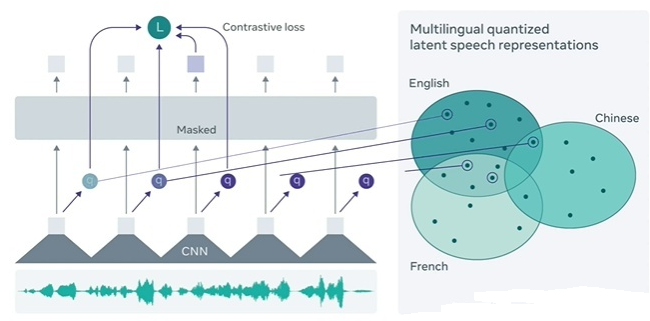 L
Contrastive loss
Multilingual quantized
latent speech representations
English
Chinese
Masked
q
q
q
q
q
CNN
French